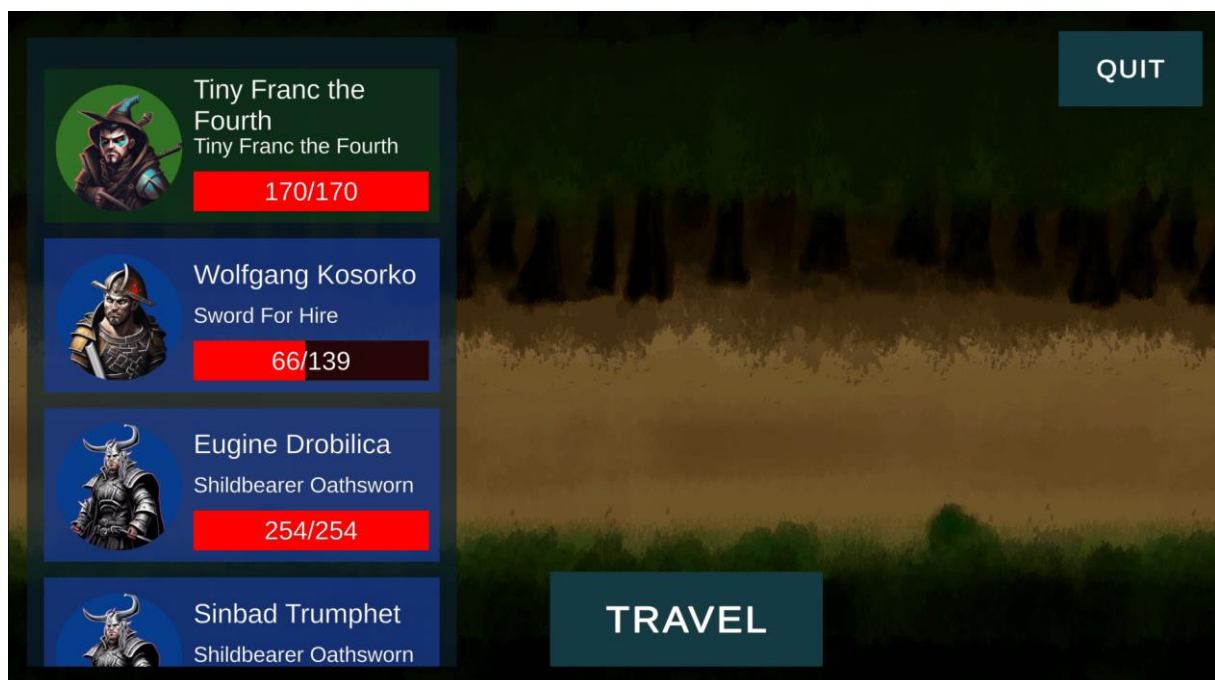 Tiny Franc the
Fourth
Tiny Franc the Fourth
170/170
Wolfgang Kosorko
Sword For Hire
66/139
Eugine Drobilica
Shildbearer Oathsworn
254/254
Sinbad Trumphet
Shildbearer Oathsworn
QUIT
TRAVEL